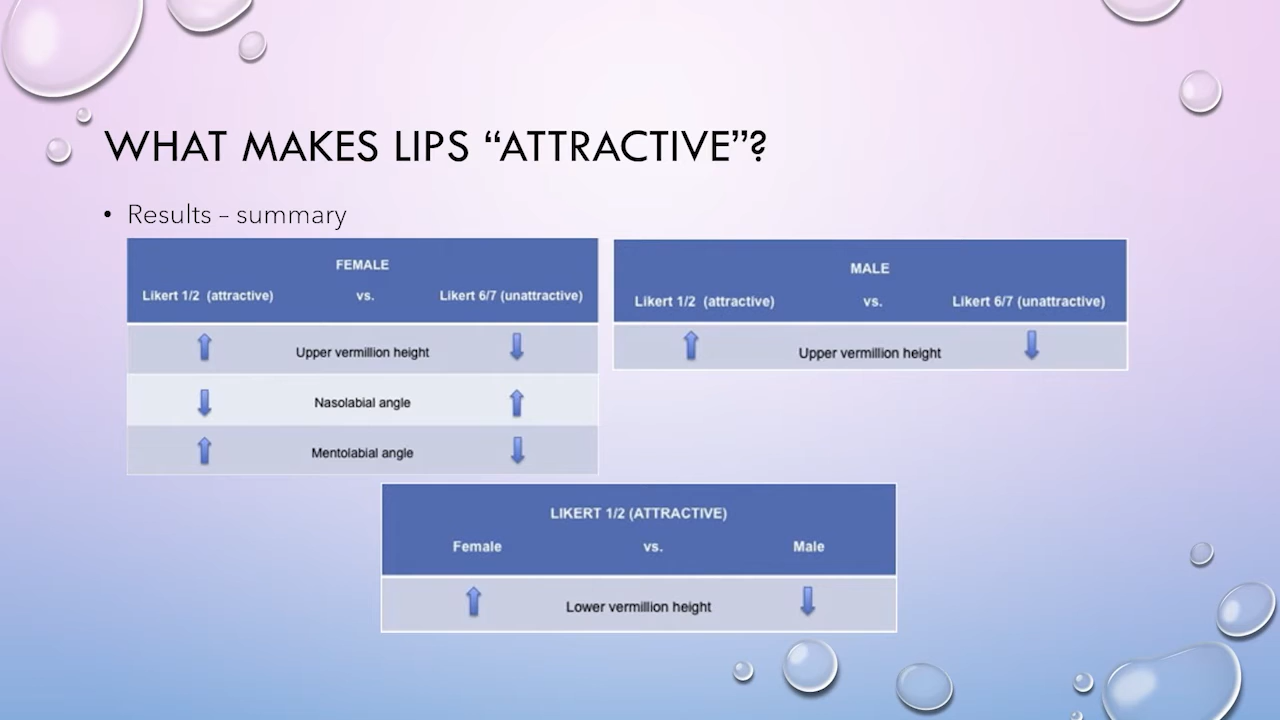 WHAT MAKES LIPS “ATTRACTIVE”?
• Results – summary
FEMALE
Likert 1/2 (attractive) vs. Likert 6/7 (unattractive)
Upper vermillion height
Nasolabial angle
Mentolabial angle
MALE
Likert 1/2 (attractive) vs. Likert 6/7 (unattractive)
Upper vermillion height
LIKERT 1/2 (ATTRACTIVE)
Female vs. Male
Lower vermillion height